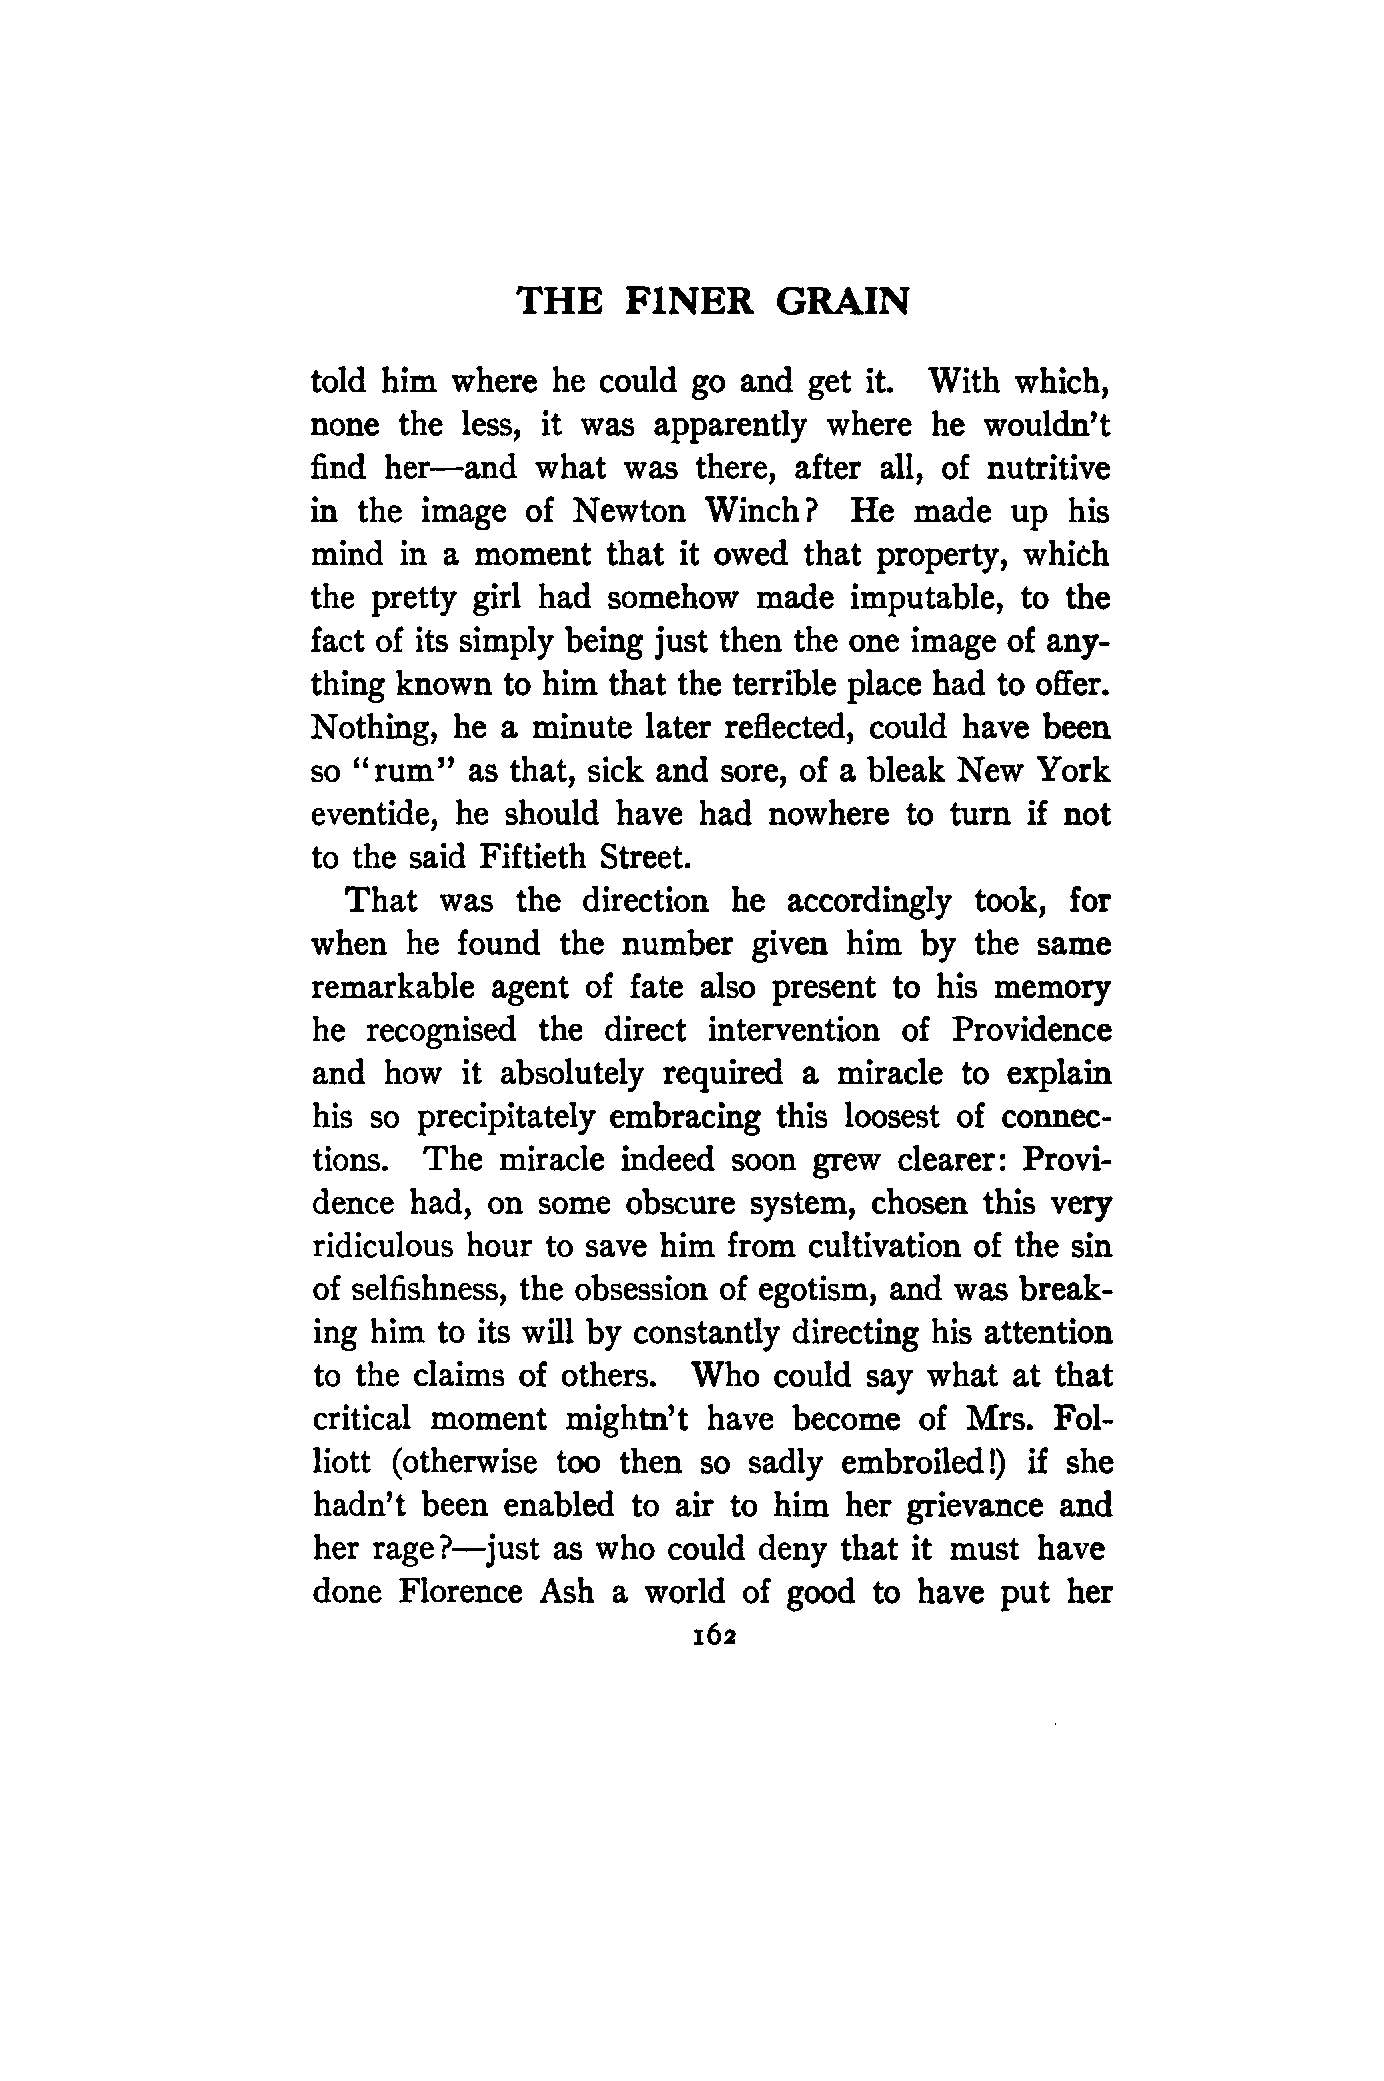 THE FINER GRAIN
told him where he could go and get it. With which,
none the less, it was apparently where he wouldn't
find her—and what was there, after all, of nutritive
in the image of Newton Winch? He made up his
mind in a moment that it owed that property, which
the pretty girl had somehow made imputable, to the
fact of its simply being just then the one image of any-
thing known to him that the terrible place had to offer.
Nothing, he a minute later reflected, could have been
so "rum" as that, sick and sore, of a bleak New York
eventide, he should have had nowhere to turn if not
to the said Fiftieth Street.
That was the direction he accordingly took, for
when he found the number given him by the same
remarkable agent of fate also present to his memory
he recognised the direct intervention of Providence
and how it absolutely required a miracle to explain
his so precipitately embracing this loosest of connec-
tions. The miracle indeed soon grew clearer: Provi-
dence had, on some obscure system, chosen this very
ridiculous hour to save him from cultivation of the sin
of selfishness, the obsession of egotism, and was break-
ing him to its will by constantly directing his attention
to the claims of others. Who could say what at that
critical moment mightn't have become of Mrs. Fol-
liott (otherwise too then so sadly embroiled!) if she
hadn't been enabled to air to him her grievance and
her rage?—just as who could deny that it must have
done Florence Ash a world of good to have put her
162